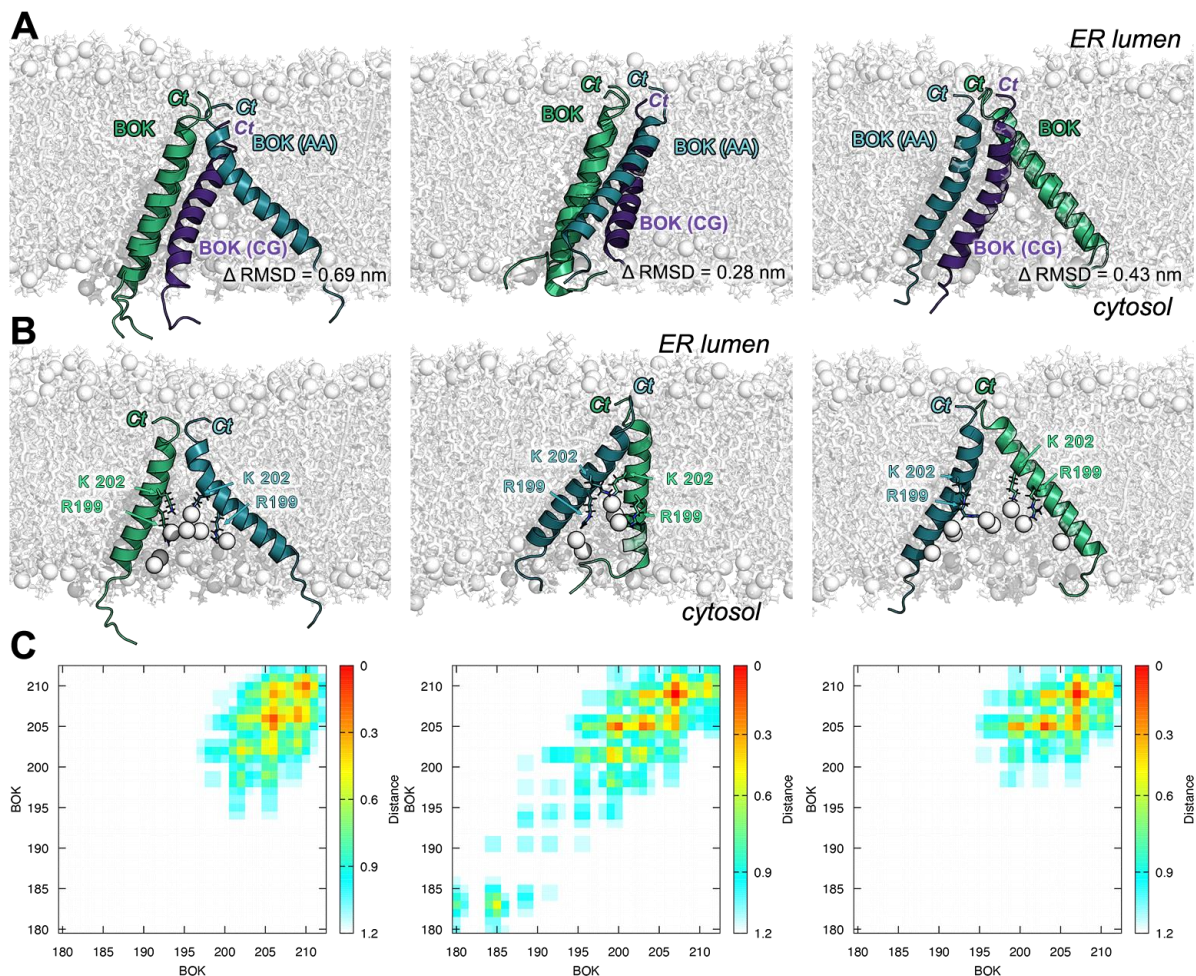 A
ER lumen
Ct
Ct
Ct
BOK
BOK (AA)
BOK (CG)
Δ RMSD = 0.69 nm
Ct
Ct
Ct
BOK
BOK (AA)
BOK (CG)
Δ RMSD = 0.28 nm
Ct
Ct
Ct
BOK (AA)
BOK
BOK (CG)
Δ RMSD = 0.43 nm
cytosol
B
ER lumen
Ct
Ct
K 202
R199
K 202
R199
Ct
Ct
K 202
R199
K 202
R199
cytosol
Ct
Ct
K 202
R199
K 202
R199
C
210
205
200
195
190
185
180
BOK
180 185 190 195 200 205 210
BOK
0
0.3
0.6
0.9
1.2
Distance
210
205
200
195
190
185
180
BOK
180 185 190 195 200 205 210
BOK
0
0.3
0.6
0.9
1.2
Distance
210
205
200
195
190
185
180
BOK
180 185 190 195 200 205 210
BOK
0
0.3
0.6
0.9
1.2
Distance